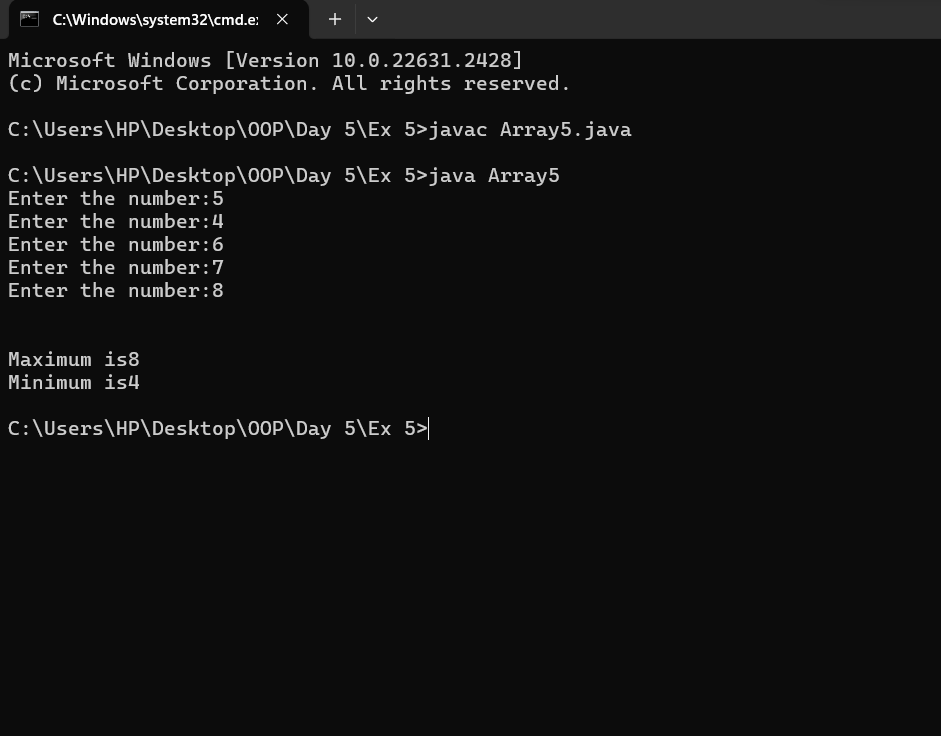 C:\Windows\system32\cmd.e
Microsoft Windows [Version 10.0.22631.2428]
(c) Microsoft Corporation. All rights reserved.
C:\Users\HP\Desktop\OOP\Day 5\Ex 5>javac Array5.java
C:\Users\HP\Desktop\OOP\Day 5\Ex 5>java Array5
Enter the number:5
Enter the number:4
Enter the number:6
Enter the number:7
Enter the number:8
Maximum is8
Minimum is4
C:\Users\HP\Desktop\OOP\Day 5\Ex 5>